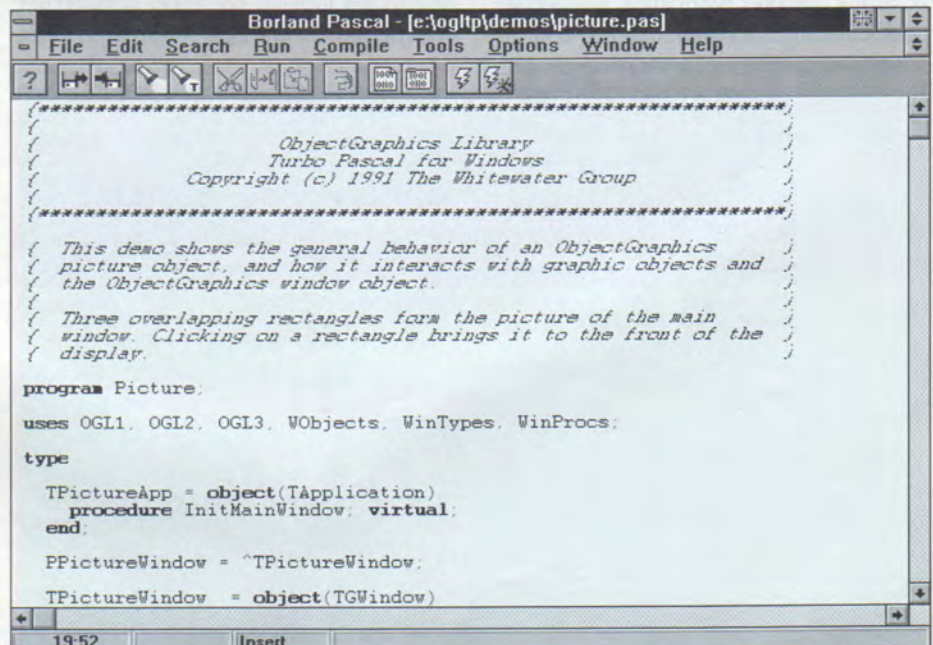 Borland Pascal - [e:\ogltp\demos\picture.pas]
File Edit Search Run Compile Tools Options Window Help
{***************************************************************************}
{ }
{ ObjectGraphics Library }
{ Turbo Pascal for Windows }
{ Copyright (c) 1991 The Whitewater Group }
{ }
{***************************************************************************}
{ This demo shows the general behavior of an ObjectGraphics }
{ picture object, and how it interacts with graphic objects and }
{ the ObjectGraphics window object. }
{ }
{ Three overlapping rectangles form the picture of the main }
{ window. Clicking on a rectangle brings it to the front of the }
{ display. }
program Picture;
uses OGL1, OGL2, OGL3, WObjects, WinTypes, WinProcs;
type
TPictureApp = object(TApplication)
procedure InitMainWindow; virtual;
end;
PPictureWindow = ^TPictureWindow;
TPictureWindow = object(TGWindow)
19:52 Insert